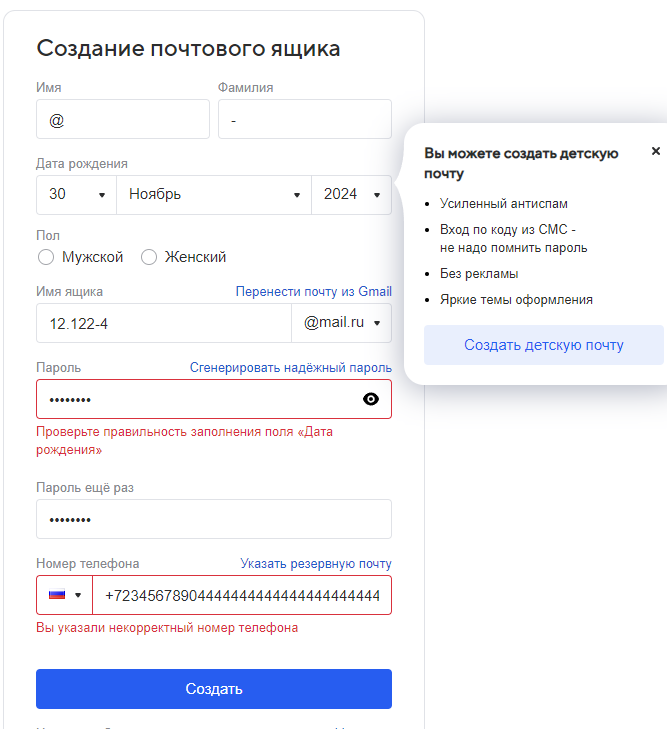 Создание почтового ящика
Имя Фамилия
@ -
Дата рождения
30 Ноябрь 2024
Вы можете создать детскую
почту
Усиленный антиспам
Вход по коду из СМС -
не надо помнить пароль
Без рекламы
Яркие темы оформления
Создать детскую почту
Пол
Мужской Женский
Имя ящика Перенести почту из Gmail
12.122-4 @mail.ru
Пароль Сгенерировать надёжный пароль
••••••••
Проверьте правильность заполнения поля «Дата
рождения»
Пароль ещё раз
••••••••
Номер телефона Указать резервную почту
+7234567890444444444444444444444444
Вы указали некорректный номер телефона
Создать